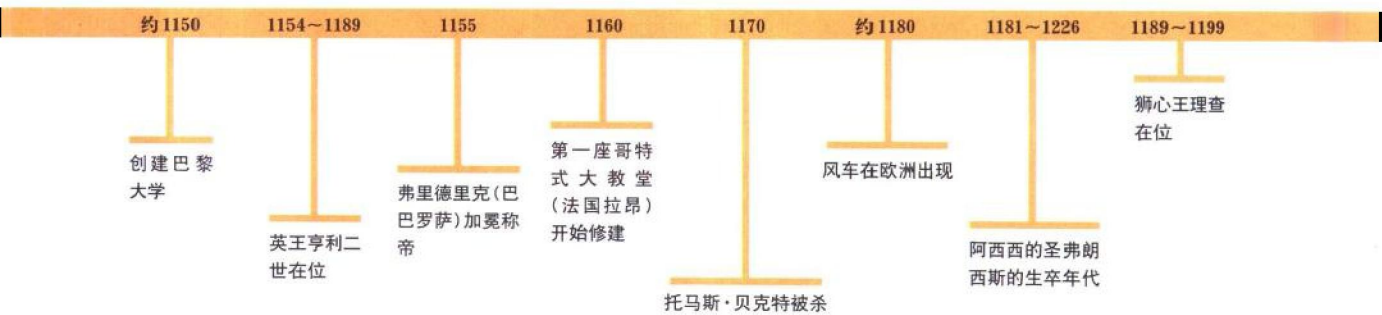 约1150 1154～1189 1155 1160 1170 约1180 1181～1226 1189～1199
创建巴黎
大学
英王亨利二
世在位
弗里德里克(巴
巴罗萨)加冕称
帝
第一座哥特
式大教堂
(法国拉昂)
开始修建
托马斯·贝克特被杀
风车在欧洲出现
阿西西的圣弗朗
西斯的生卒年代
狮心王理查
在位